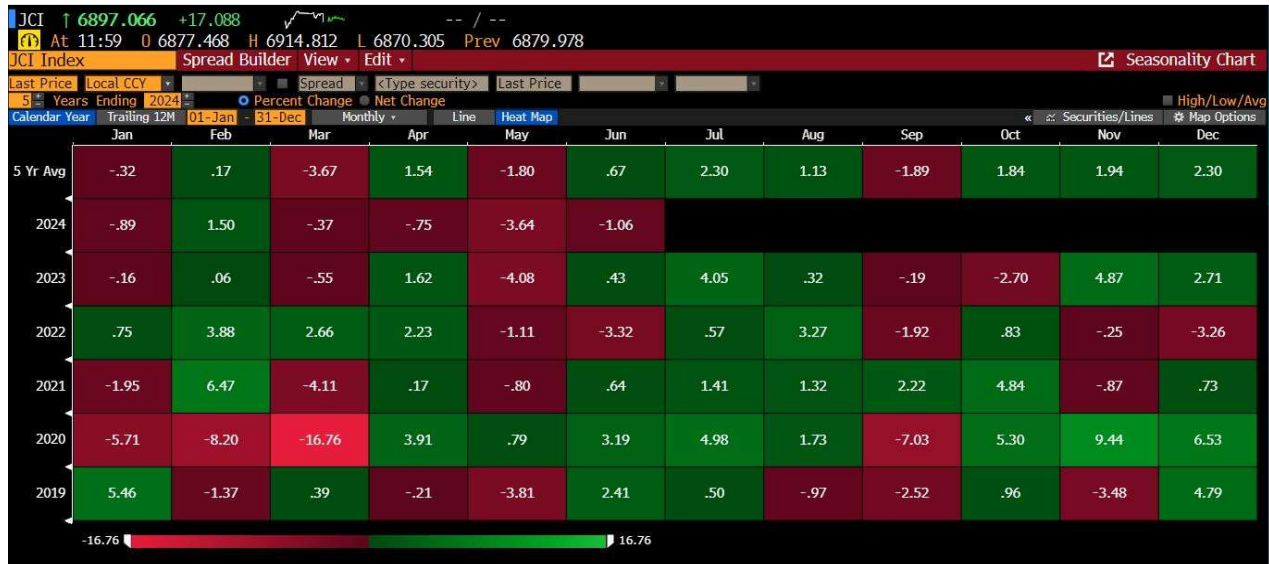 JCI ↑ 6897.066 +17.088 -- / --
At 11:59 O 6877.468 H 6914.812 L 6870.305 Prev 6879.978
JCI Index Spread Builder View Edit Seasonality Chart
Last Price Local CCY Spread <Type security> Last Price
5 Years Ending 2024 Percent Change Net Change High/Low/Avg
Calendar Year Trailing 12M 01-Jan - 31-Dec Monthly Line Heat Map « Securities/Lines Map Options
Jan Feb Mar Apr May Jun Jul Aug Sep Oct Nov Dec
5 Yr Avg -.32 .17 -3.67 1.54 -1.80 .67 2.30 1.13 -1.89 1.84 1.94 2.30
2024 -.89 1.50 -.37 -.75 -3.64 -1.06
2023 -.16 .06 -.55 1.62 -4.08 .43 4.05 .32 -.19 -2.70 4.87 2.71
2022 .75 3.88 2.66 2.23 -1.11 -3.32 .57 3.27 -1.92 .83 -.25 -3.26
2021 -1.95 6.47 -4.11 .17 -.80 .64 1.41 1.32 2.22 4.84 -.87 .73
2020 -5.71 -8.20 -16.76 3.91 .79 3.19 4.98 1.73 -7.03 5.30 9.44 6.53
2019 5.46 -1.37 .39 -.21 -3.81 2.41 .50 -.97 -2.52 .96 -3.48 4.79
-16.76 16.76